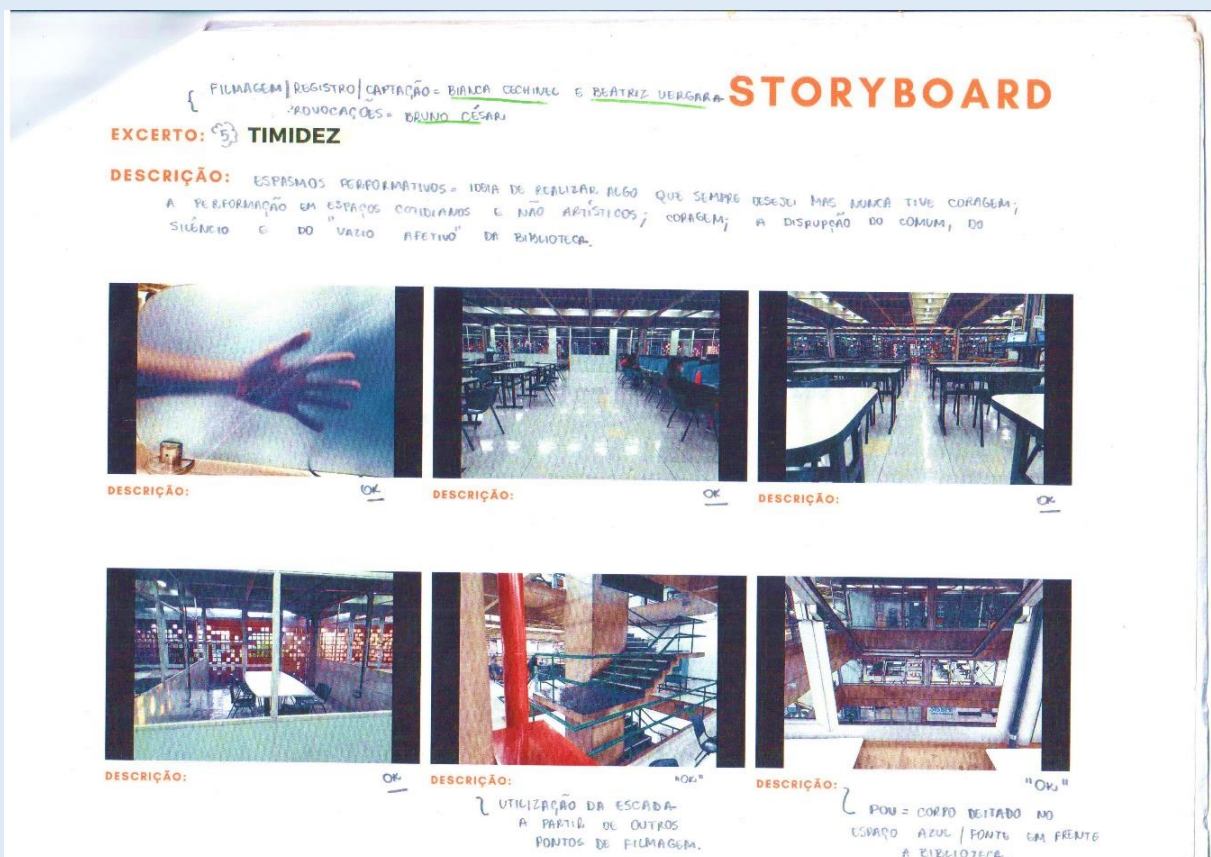 { FILMAGEM | REGISTRO | CAPTAÇÃO = BIANCA CECHINEL E BEATRIZ VERGARA
STORYBOARD
PROVOCAÇÕES = BRUNO CÉSAR
EXCERTO: {5} TIMIDEZ
DESCRIÇÃO: ESPASMOS PERFORMATIVOS = IDEIA DE REALIZAR ALGO QUE SEMPRE DESEJEI MAS NUNCA TIVE CORAGEM;
A PERFORMAÇÃO EM ESPAÇOS COTIDIANOS E NÃO ARTÍSTICOS; CORAGEM; A DISRUPÇÃO DO COMUM, DO
SILÊNCIO E DO "VAZIO AFETIVO" DA BIBLIOTECA.
DESCRIÇÃO: OK
DESCRIÇÃO: OK
DESCRIÇÃO: OK
DESCRIÇÃO: OK
DESCRIÇÃO: "OK"
UTILIZAÇÃO DA ESCADA
A PARTIR DE OUTROS
PONTOS DE FILMAGEM.
DESCRIÇÃO: "OK"
POV = CORPO DEITADO NO
ESPAÇO AZUL / FONTE EM FRENTE
A BIBLIOTECA